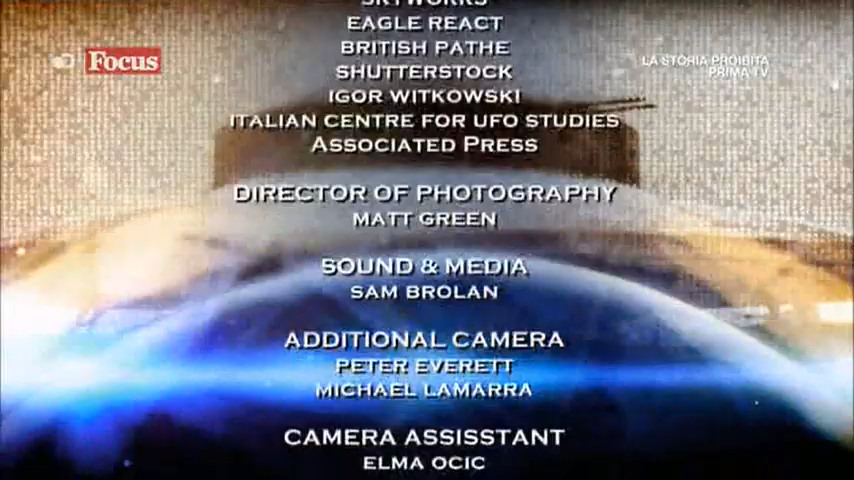 SKYWORKS
EAGLE REACT
BRITISH PATHE
SHUTTERSTOCK
IGOR WITKOWSKI
ITALIAN CENTRE FOR UFO STUDIES
ASSOCIATED PRESS
DIRECTOR OF PHOTOGRAPHY
MATT GREEN
SOUND & MEDIA
SAM BROLAN
ADDITIONAL CAMERA
PETER EVERETT
MICHAEL LAMARRA
CAMERA ASSISSTANT
ELMA OCIC
Focus
LA STORIA PROIBITA
PRIMA TV